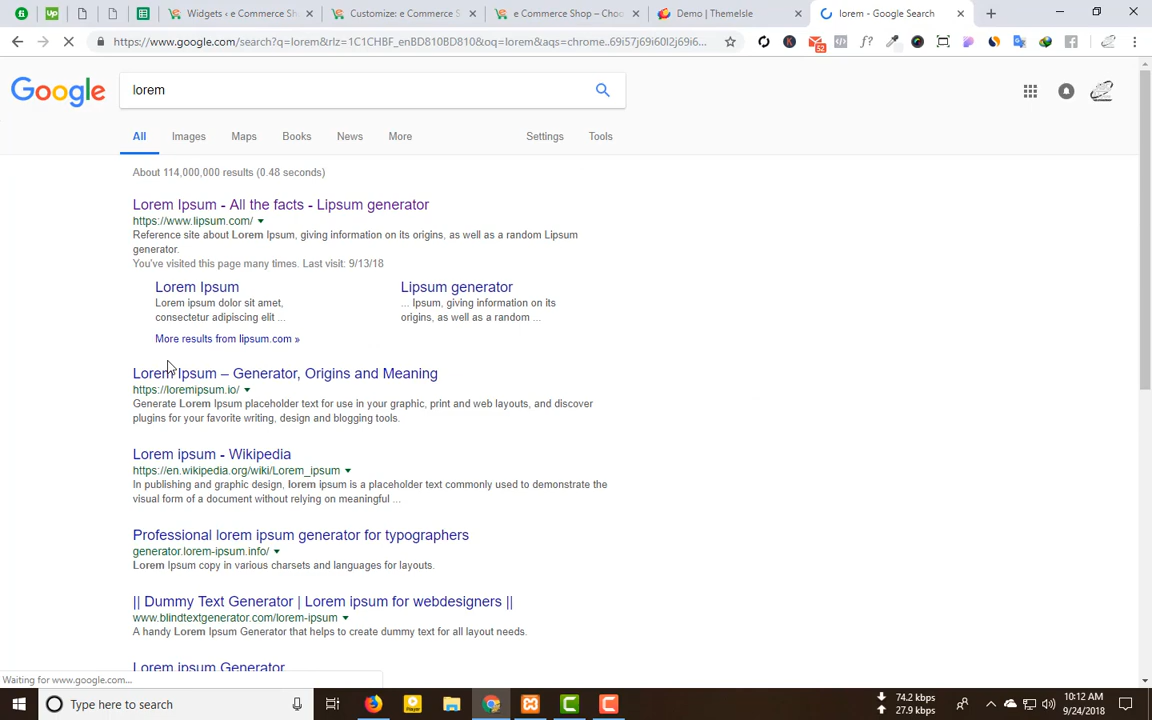 Widgets ‹ e Commerce Sh
Customize: e Commerce S
e Commerce Shop – Choo
Demo | ThemeIsle
lorem - Google Search
https://www.google.com/search?q=lorem&rlz=1C1CHBF_enBD810BD810&oq=lorem&aqs=chrome..69i57j69i60l2j69i6...
52
Google
lorem
All Images Maps Books News More Settings Tools
About 114,000,000 results (0.48 seconds)
Lorem Ipsum - All the facts - Lipsum generator
https://www.lipsum.com/
Reference site about Lorem Ipsum, giving information on its origins, as well as a random Lipsum
generator.
You've visited this page many times. Last visit: 9/13/18
Lorem Ipsum
Lorem ipsum dolor sit amet,
consectetur adipiscing elit ...
Lipsum generator
... Ipsum, giving information on its
origins, as well as a random ...
More results from lipsum.com »
Lorem Ipsum – Generator, Origins and Meaning
https://loremipsum.io/
Generate Lorem Ipsum placeholder text for use in your graphic, print and web layouts, and discover
plugins for your favorite writing, design and blogging tools.
Lorem ipsum - Wikipedia
https://en.wikipedia.org/wiki/Lorem_ipsum
In publishing and graphic design, lorem ipsum is a placeholder text commonly used to demonstrate the
visual form of a document without relying on meaningful ...
Professional lorem ipsum generator for typographers
generator.lorem-ipsum.info/
Lorem Ipsum copy in various charsets and languages for layouts.
|| Dummy Text Generator | Lorem ipsum for webdesigners ||
www.blindtextgenerator.com/lorem-ipsum
A handy Lorem Ipsum Generator that helps to create dummy text for all layout needs.
Lorem ipsum Generator
Waiting for www.google.com...
Type here to search
74.2 kbps
27.9 kbps
10:12 AM
9/24/2018